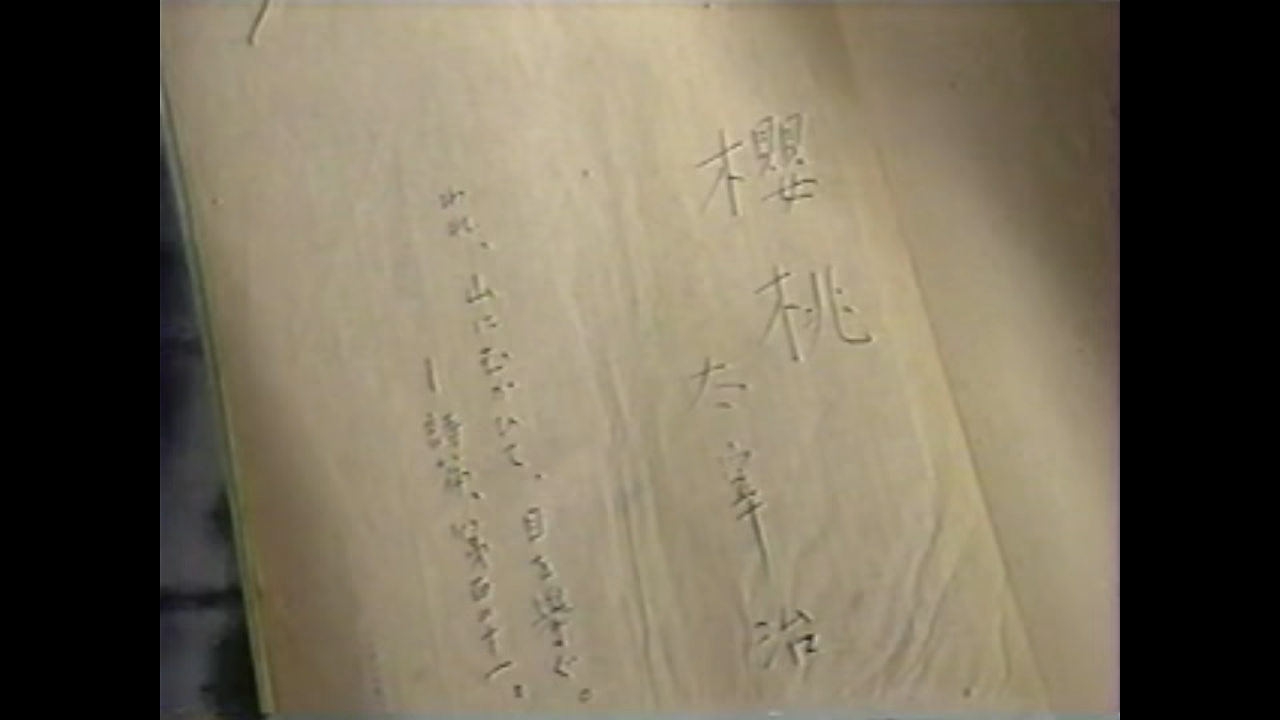 櫻桃
太宰治
われ、山にむかひて、目を擧ぐ。
ー詩篇、第百二十一。